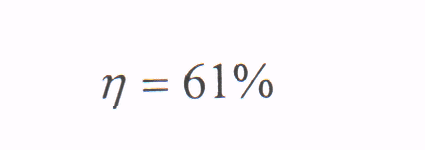 η = 61%